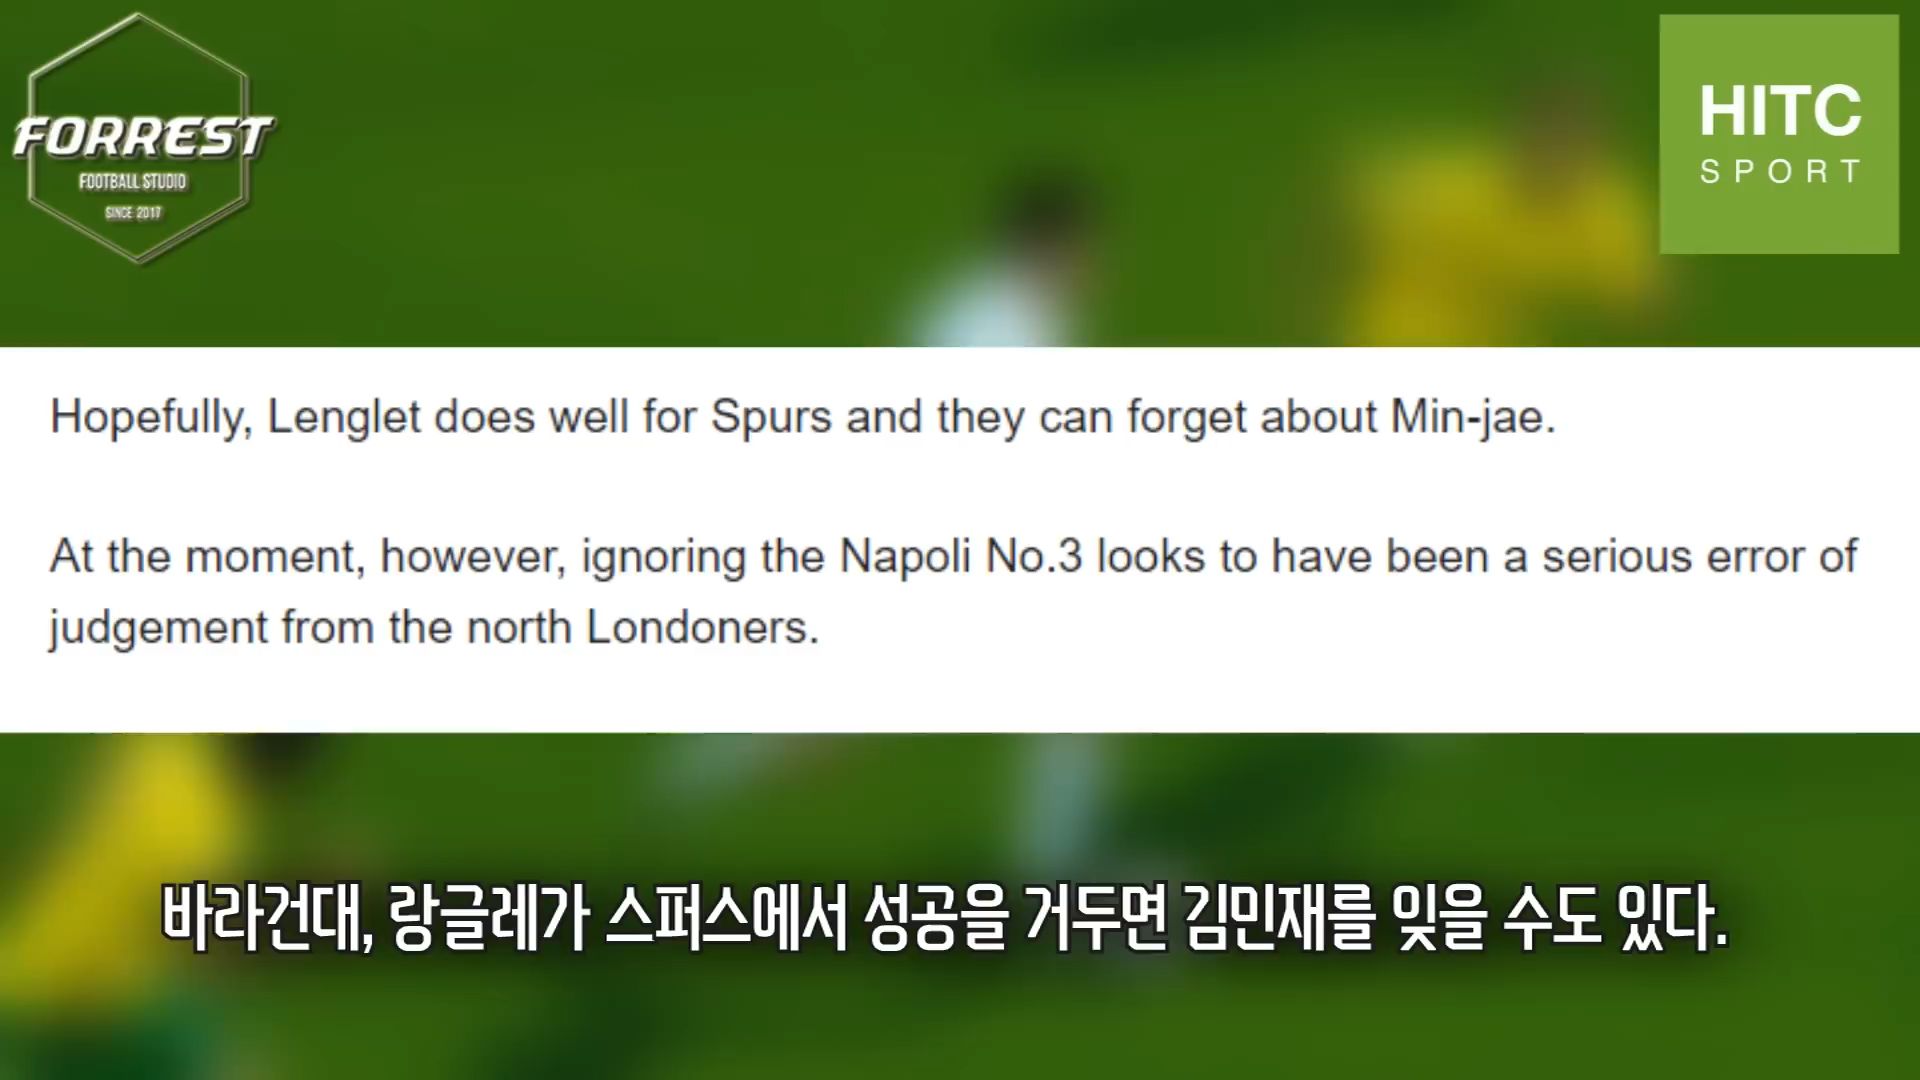 FORREST
FOOTBALL STUDIO
SINCE 2017
HITC
SPORT
Hopefully, Lenglet does well for Spurs and they can forget about Min-jae.
At the moment, however, ignoring the Napoli No.3 looks to have been a serious error of
judgement from the north Londoners.
바라건대, 랑글레가 스퍼스에서 성공을 거두면 김민재를 잊을 수도 있다.